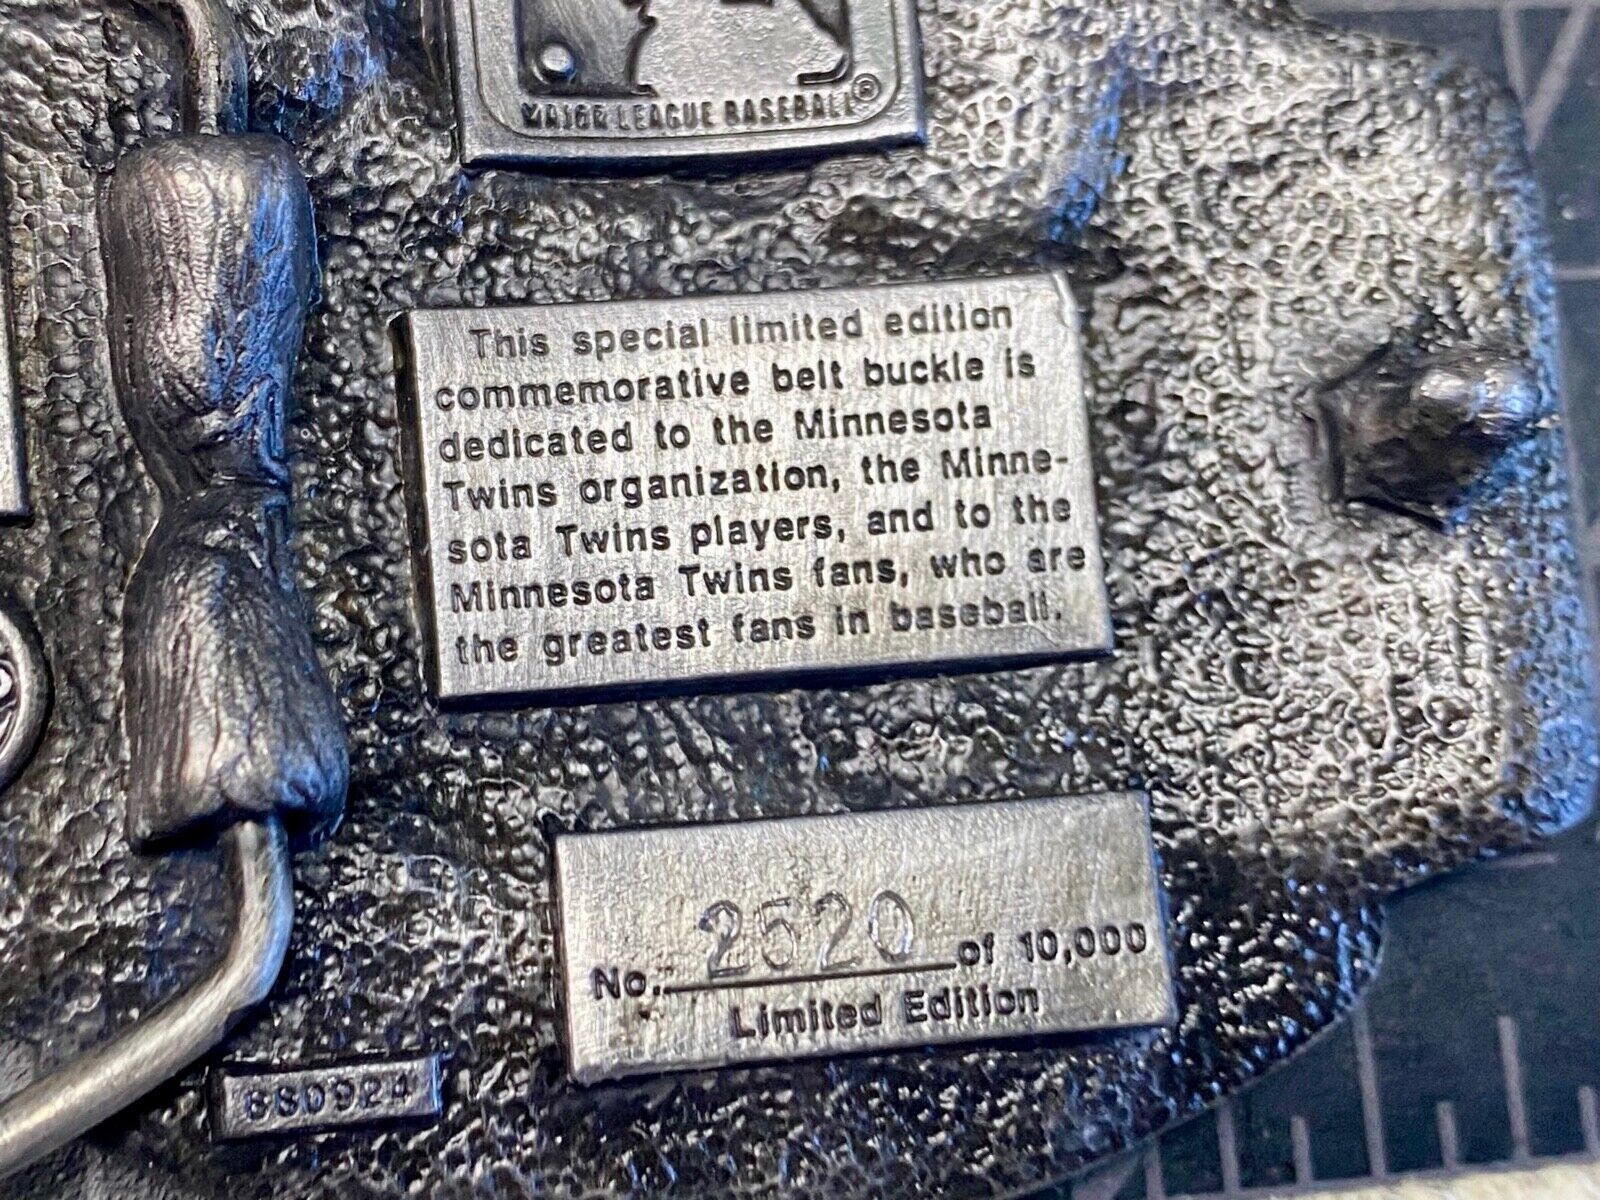 MAJOR LEAGUE BASEBALL®
This special limited edition
commemorative belt buckle is
dedicated to the Minnesota
Twins organization, the Minne-
sota Twins players, and to the
Minnesota Twins fans, who are
the greatest fans in baseball.
No. 2520 of 10,000
Limited Edition